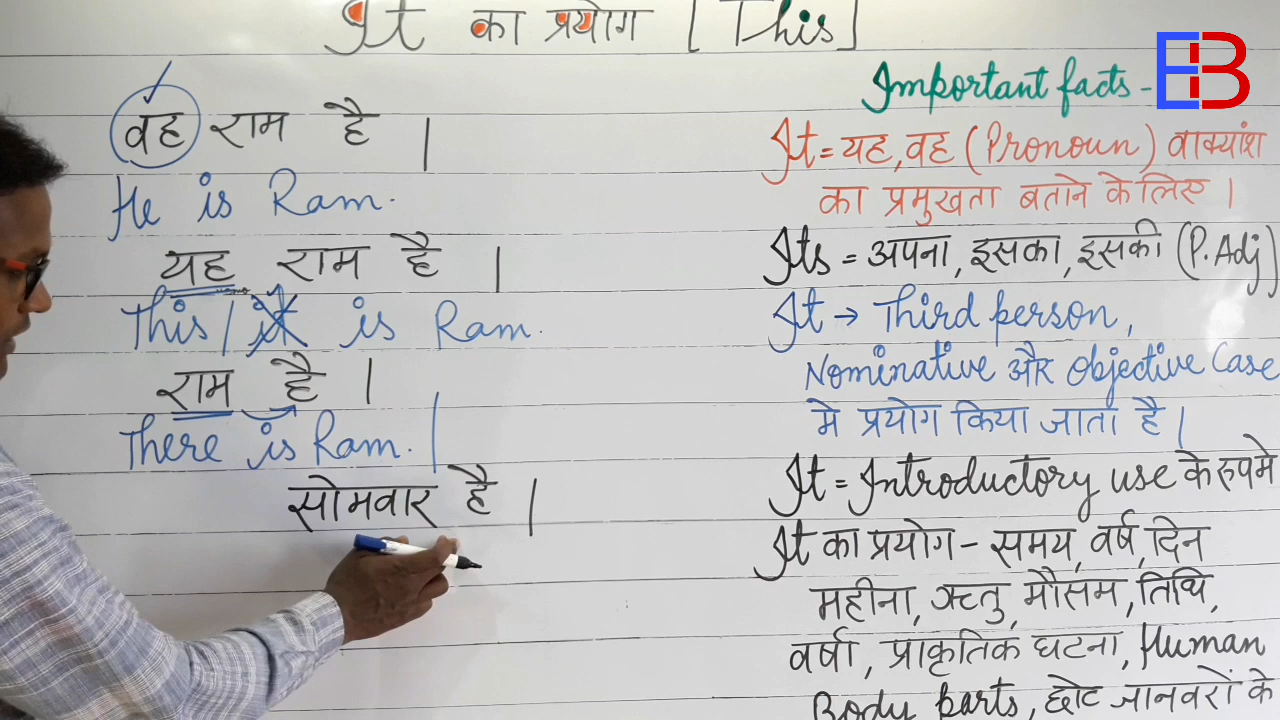 It का प्रयोग [This]
वह राम है |
He is Ram.
यह राम है |
This / it is Ram.
राम है |
There is Ram. |
सोमवार है |
EB
Important facts -
It = यह, वह (Pronoun) वाक्यांश
का प्रमुखता बताने के लिए |
Its = अपना, इसका, इसकी (P. Adj)
It → Third person,
Nominative और objective Case
मे प्रयोग किया जाता है |
It = Introductory use के रुपमे
It का प्रयोग - समय, वर्ष, दिन
महीना, ऋतु, मौसम, तिथि,
वर्षा, प्राकृतिक घटना, Human
Body parts, छोट जानवरों के